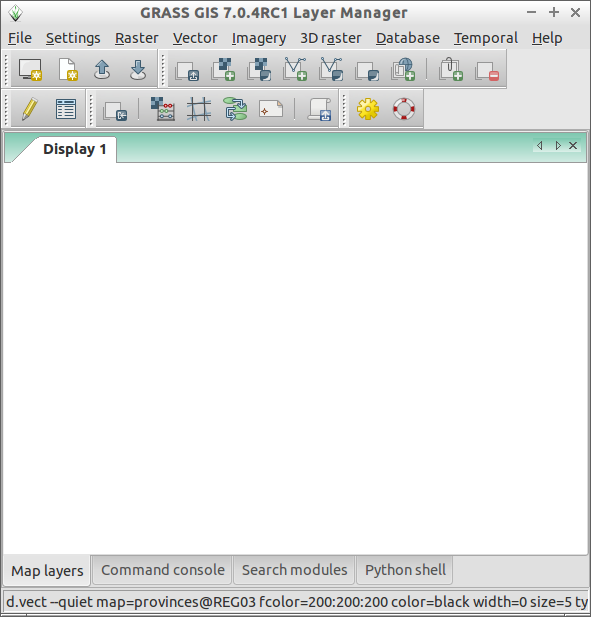 GRASS GIS 7.0.4RC1 Layer Manager
File Settings Raster Vector Imagery 3D raster Database Temporal Help
Display 1
Map layers Command console Search modules Python shell
d.vect --quiet map=provinces@REG03 fcolor=200:200:200 color=black width=0 size=5 ty